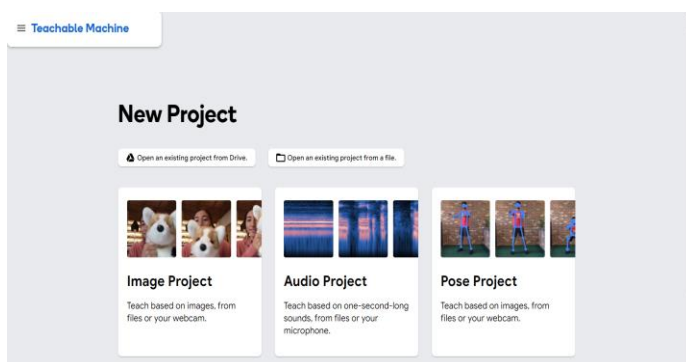 Teachable Machine
New Project
Open an existing project from Drive.
Open an existing project from a file.
Image Project
Teach based on images, from
files or your webcam.
Audio Project
Teach based on one-second-long
sounds, from files or your
microphone.
Pose Project
Teach based on images, from
files or your webcam.